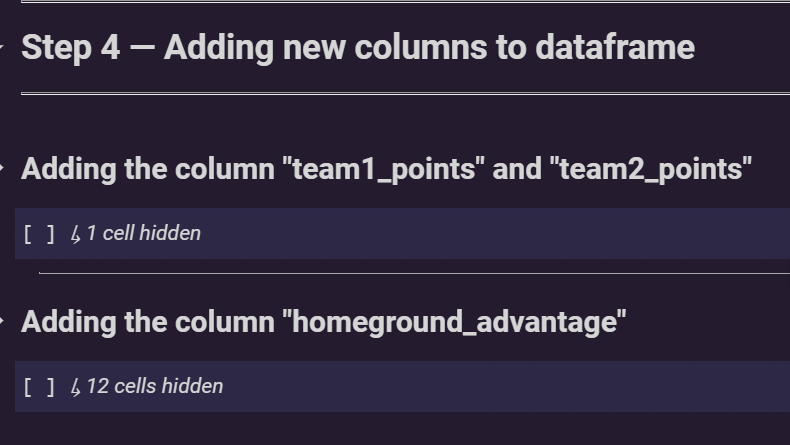 Step 4 — Adding new columns to dataframe
Adding the column "team1_points" and "team2_points"
[ ] ↳ 1 cell hidden
Adding the column "homeground_advantage"
[ ] ↳ 12 cells hidden